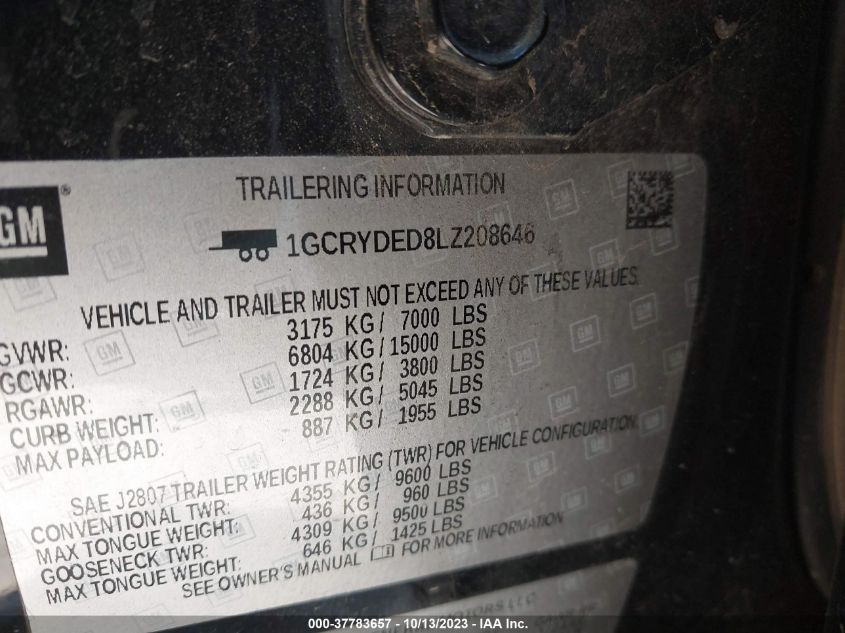 GM ®
TRAILERING INFORMATION
1GCRYDED8LZ208646
VEHICLE AND TRAILER MUST NOT EXCEED ANY OF THESE VALUES.
GVWR: 3175 KG/ 7000 LBS
GCWR: 6804 KG/15000 LBS
RGAWR: 1724 KG/ 3800 LBS
CURB WEIGHT: 2288 KG/ 5045 LBS
MAX PAYLOAD: 887 KG/ 1955 LBS
SAE J2807 TRAILER WEIGHT RATING (TWR) FOR VEHICLE CONFIGURATION.
CONVENTIONAL TWR: 4355 KG/ 9600 LBS
MAX TONGUE WEIGHT: 436 KG/ 960 LBS
GOOSENECK TWR: 4309 KG/ 9500 LBS
MAX TONGUE WEIGHT: 646 KG/ 1425 LBS
SEE OWNER'S MANUAL FOR MORE INFORMATION
MOTORS LLC
000-37783657 | 10/13/2023 - IAA Inc.